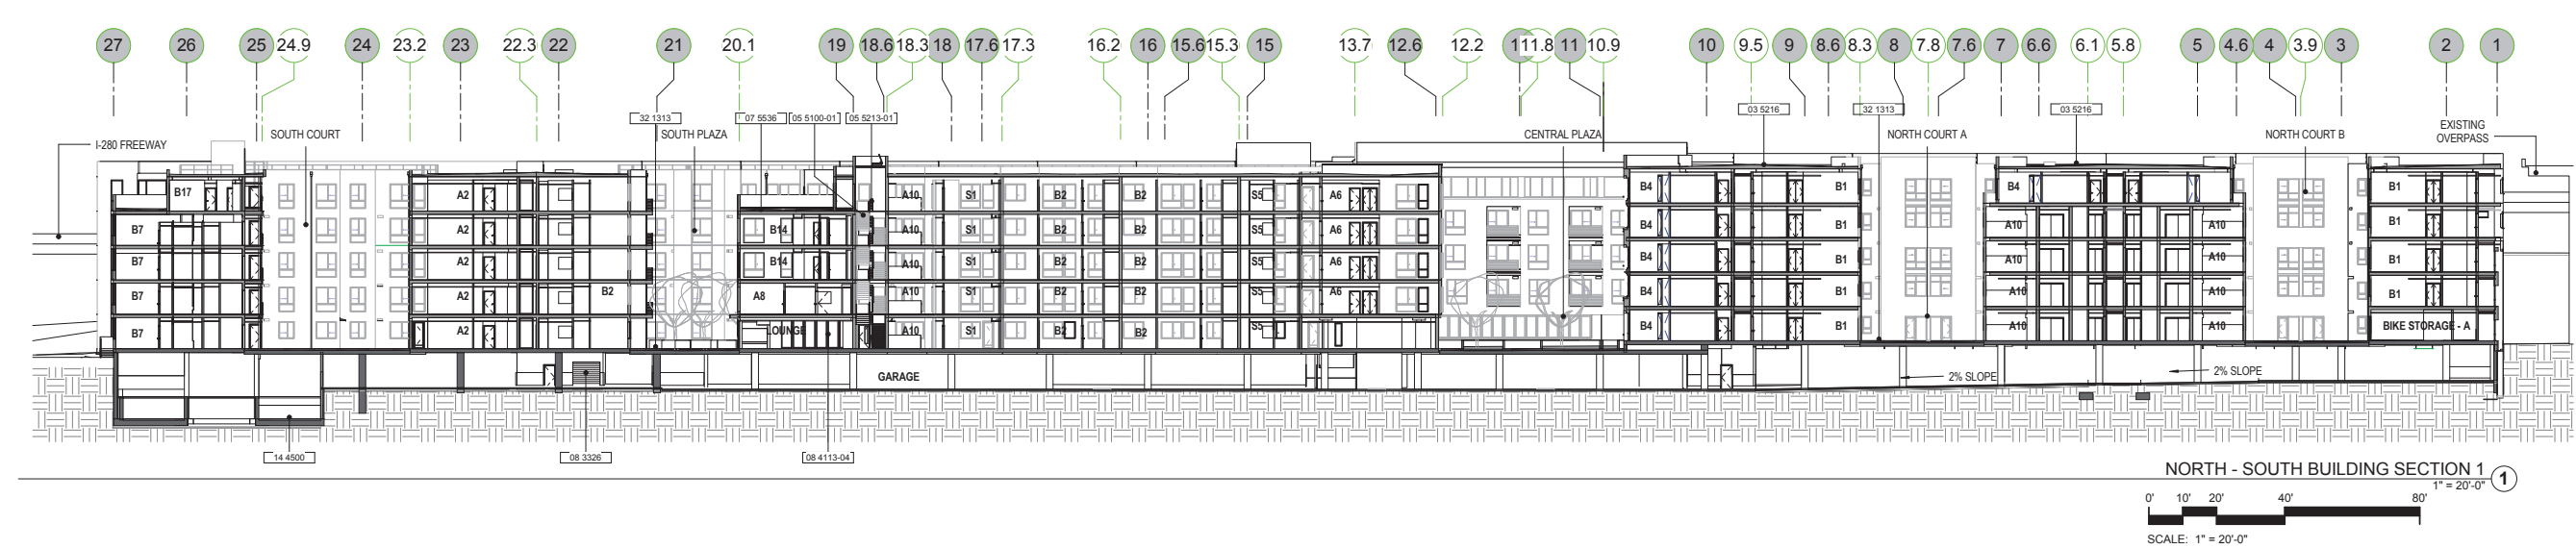 27 26 25 24.9 24 23.2 23 22.3 22 21 20.1 19 18.6 18.3 18 17.6 17.3 16.2 16 15.6 15.3 15 13.7 12.6 12.2 11.8 11 10.9 10 9.5 9 8.6 8.3 8 7.8 7.6 7 6.6 6.1 5.8 5 4.6 4 3.9 3 2 1
03 5216 32 1313 03 5216
32 1313 07 5536 05 5100-01 05 5213-01
I-280 FREEWAY SOUTH COURT SOUTH PLAZA CENTRAL PLAZA NORTH COURT A NORTH COURT B
EXISTING
OVERPASS
B17 A2 A10 S1 B2 B2 S5 A6 B4 B1 B4 B1
B7 A2 B14 A10 S1 B2 B2 S5 A6 B4 B1 A10 A10 B1
B7 A2 B14 A10 S1 B2 B2 S5 A6 B4 B1 A10 A10 B1
B7 A2 B2 A8 A10 S1 B2 B2 S5 A6 B4 B1 A10 A10 B1
B7 A2 LOUNGE A10 S1 B2 B2 S5 B4 B1 A10 A10 BIKE STORAGE - A
GARAGE 2% SLOPE 2% SLOPE
14 4500 08 3326 08 4113-04
NORTH - SOUTH BUILDING SECTION 1 1
1" = 20'-0"
0' 10' 20' 40' 80'
SCALE: 1" = 20'-0"